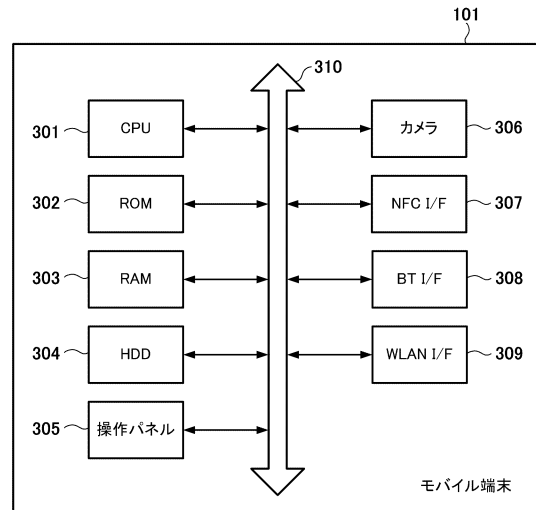 101
310
301
CPU
カメラ
306
302
ROM
NFC I/F
307
303
RAM
BT I/F
308
304
HDD
WLAN I/F
309
305
操作パネル
モバイル端末